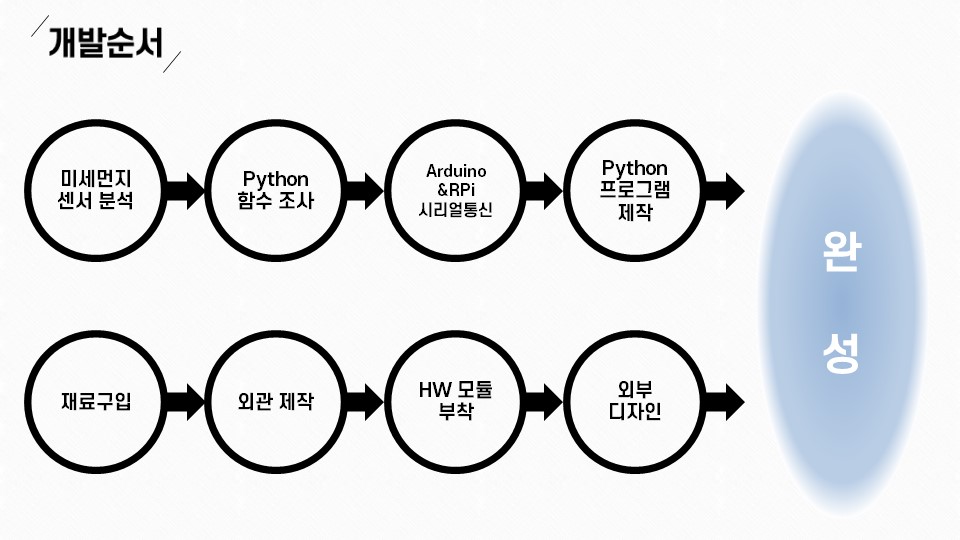 개발순서
미세먼지
센서 분석
Python
함수 조사
Arduino
&RPi
시리얼통신
Python
프로그램
제작
재료구입
외관 제작
HW 모듈
부착
외부
디자인
완
성